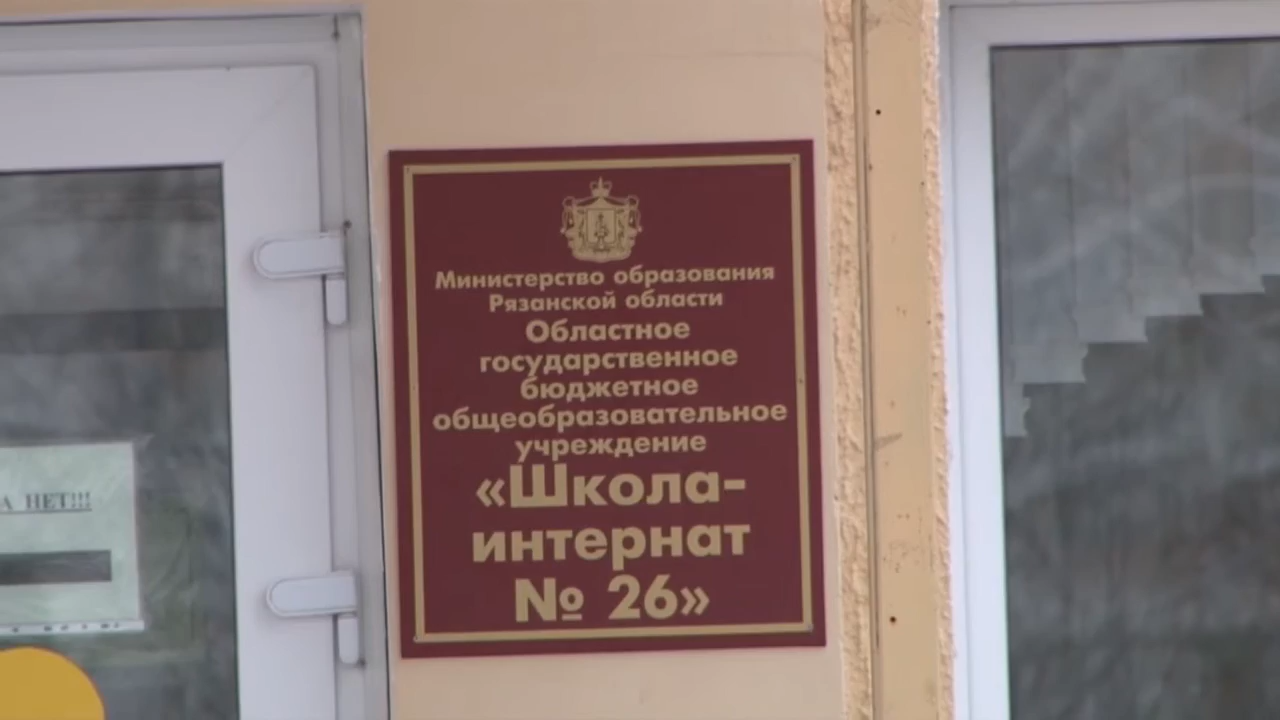 Министерство образования
Рязанской области
Областное
государственное
бюджетное
общеобразовательное
учреждение
«Школа-
интернат
№ 26»
НЕТ!!!